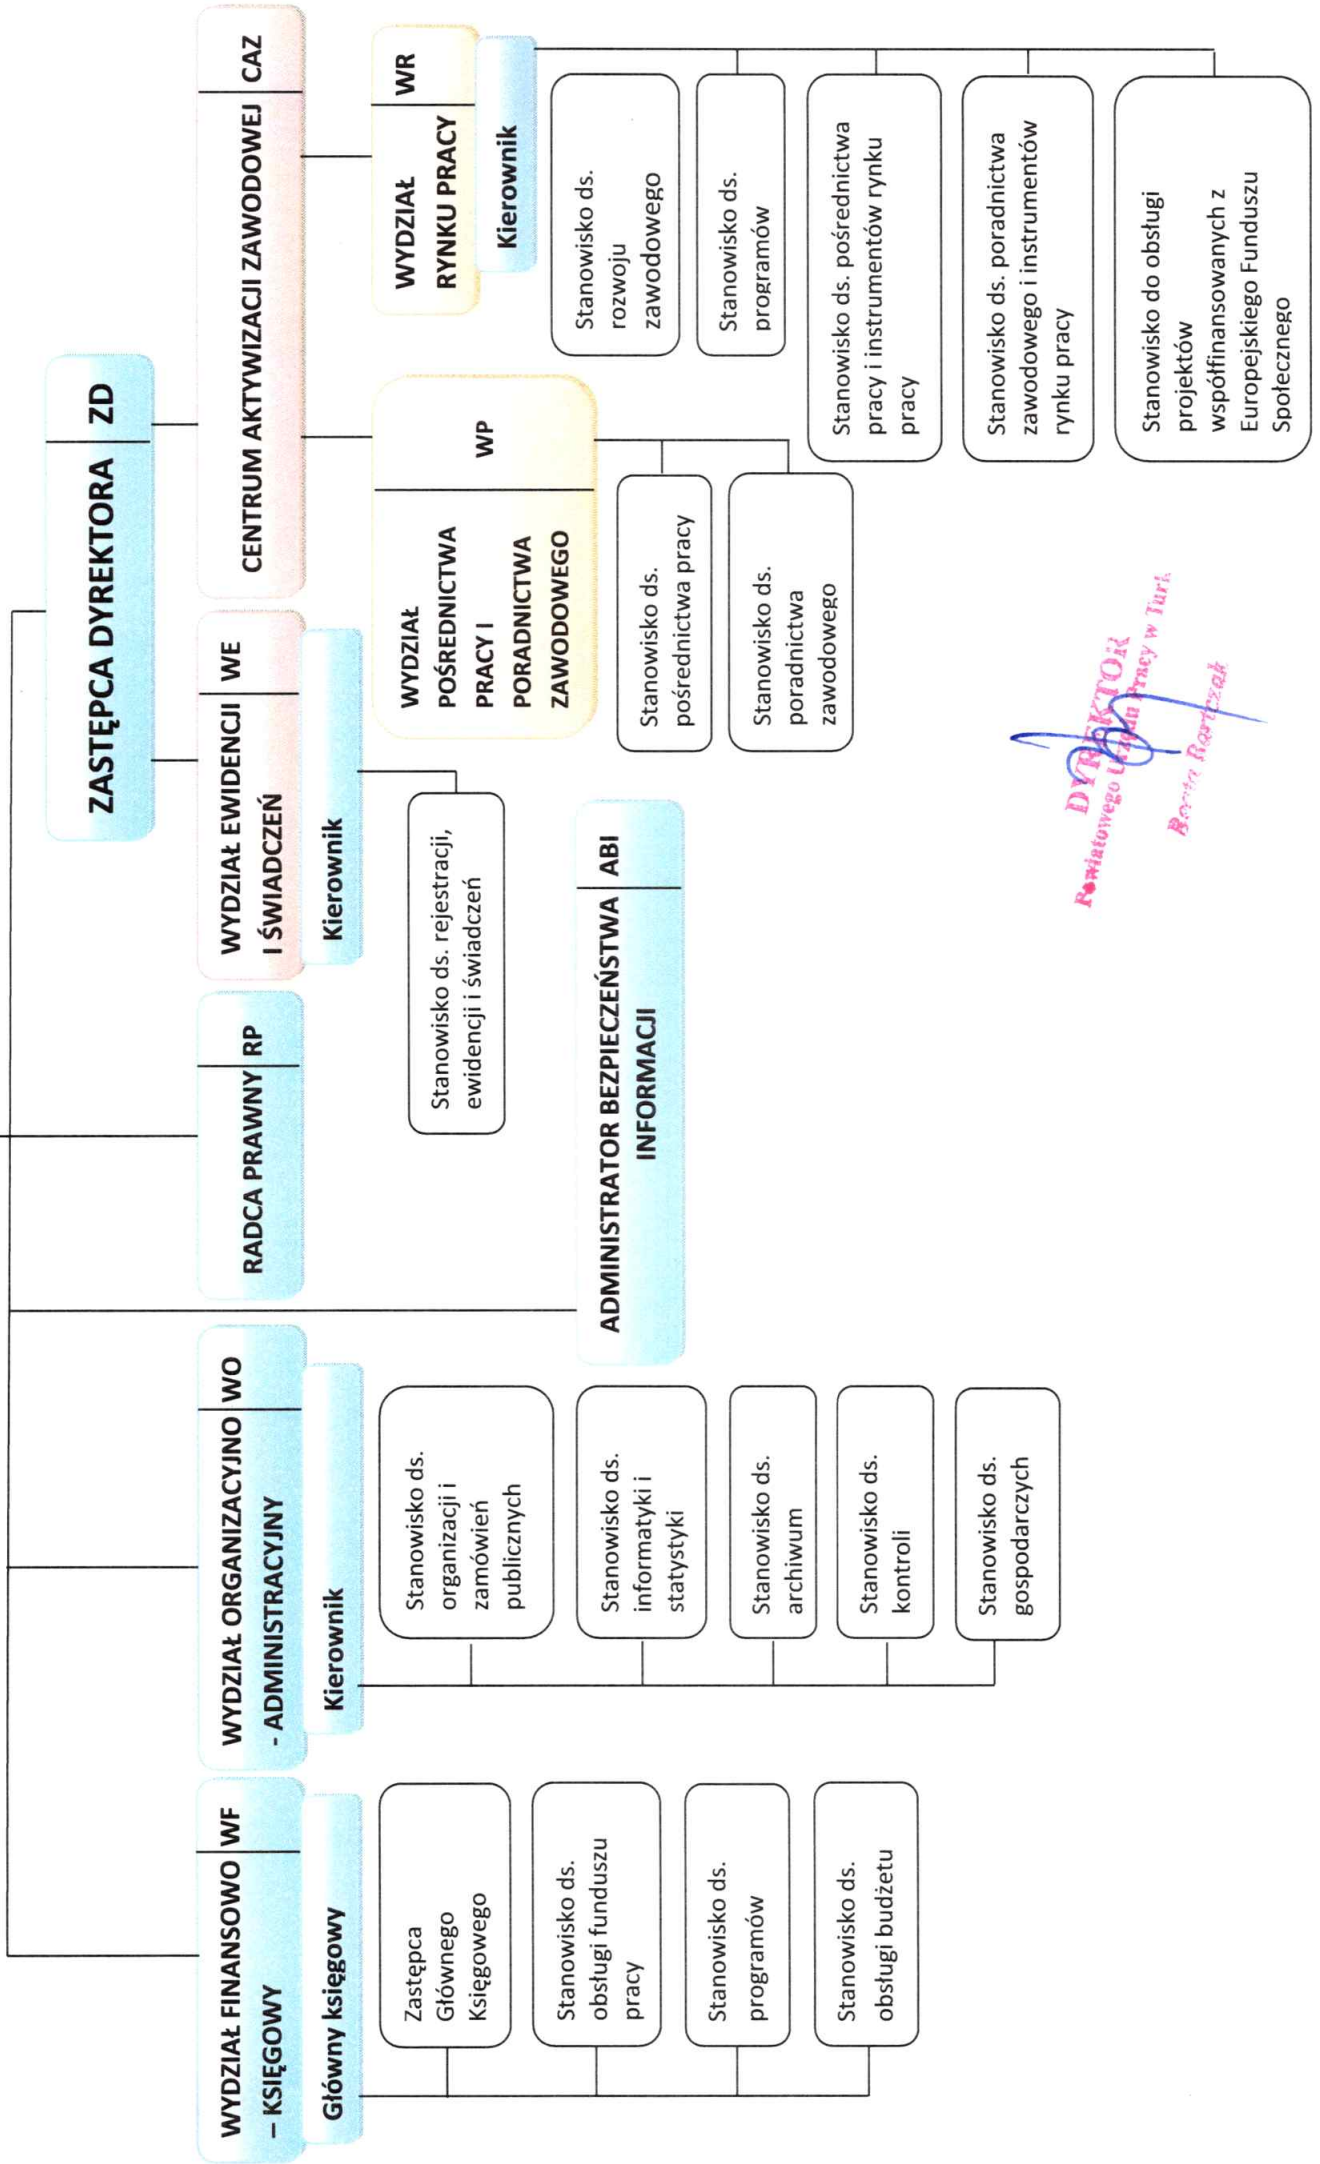 ZASTĘPCA DYREKTORA ZD
WYDZIAŁ FINANSOWO WF
– KSIĘGOWY
Główny księgowy
Zastępca
Głównego
Księgowego
Stanowisko ds.
obsługi funduszu
pracy
Stanowisko ds.
programów
Stanowisko ds.
obsługi budżetu
WYDZIAŁ ORGANIZACYJNO WO
- ADMINISTRACYJNY
Kierownik
Stanowisko ds.
organizacji i
zamówień
publicznych
Stanowisko ds.
informatyki i
statystyki
Stanowisko ds.
archiwum
Stanowisko ds.
kontroli
Stanowisko ds.
gospodarczych
ADMINISTRATOR BEZPIECZEŃSTWA ABI
INFORMACJI
RADCA PRAWNY RP
WYDZIAŁ EWIDENCJI WE
I ŚWIADCZEŃ
Kierownik
Stanowisko ds. rejestracji,
ewidencji i świadczeń
CENTRUM AKTYWIZACJI ZAWODOWEJ CAZ
WYDZIAŁ
POŚREDNICTWA
PRACY I WP
PORADNICTWA
ZAWODOWEGO
Stanowisko ds.
pośrednictwa pracy
Stanowisko ds.
poradnictwa
zawodowego
WYDZIAŁ WR
RYNKU PRACY
Kierownik
Stanowisko ds.
rozwoju
zawodowego
Stanowisko ds.
programów
Stanowisko ds. pośrednictwa
pracy i instrumentów rynku
pracy
Stanowisko ds. poradnictwa
zawodowego i instrumentów
rynku pracy
Stanowisko do obsługi
projektów
współfinansowanych z
Europejskiego Funduszu
Społecznego
DYREKTOR
Powiatowego Urzędu Pracy w Turk